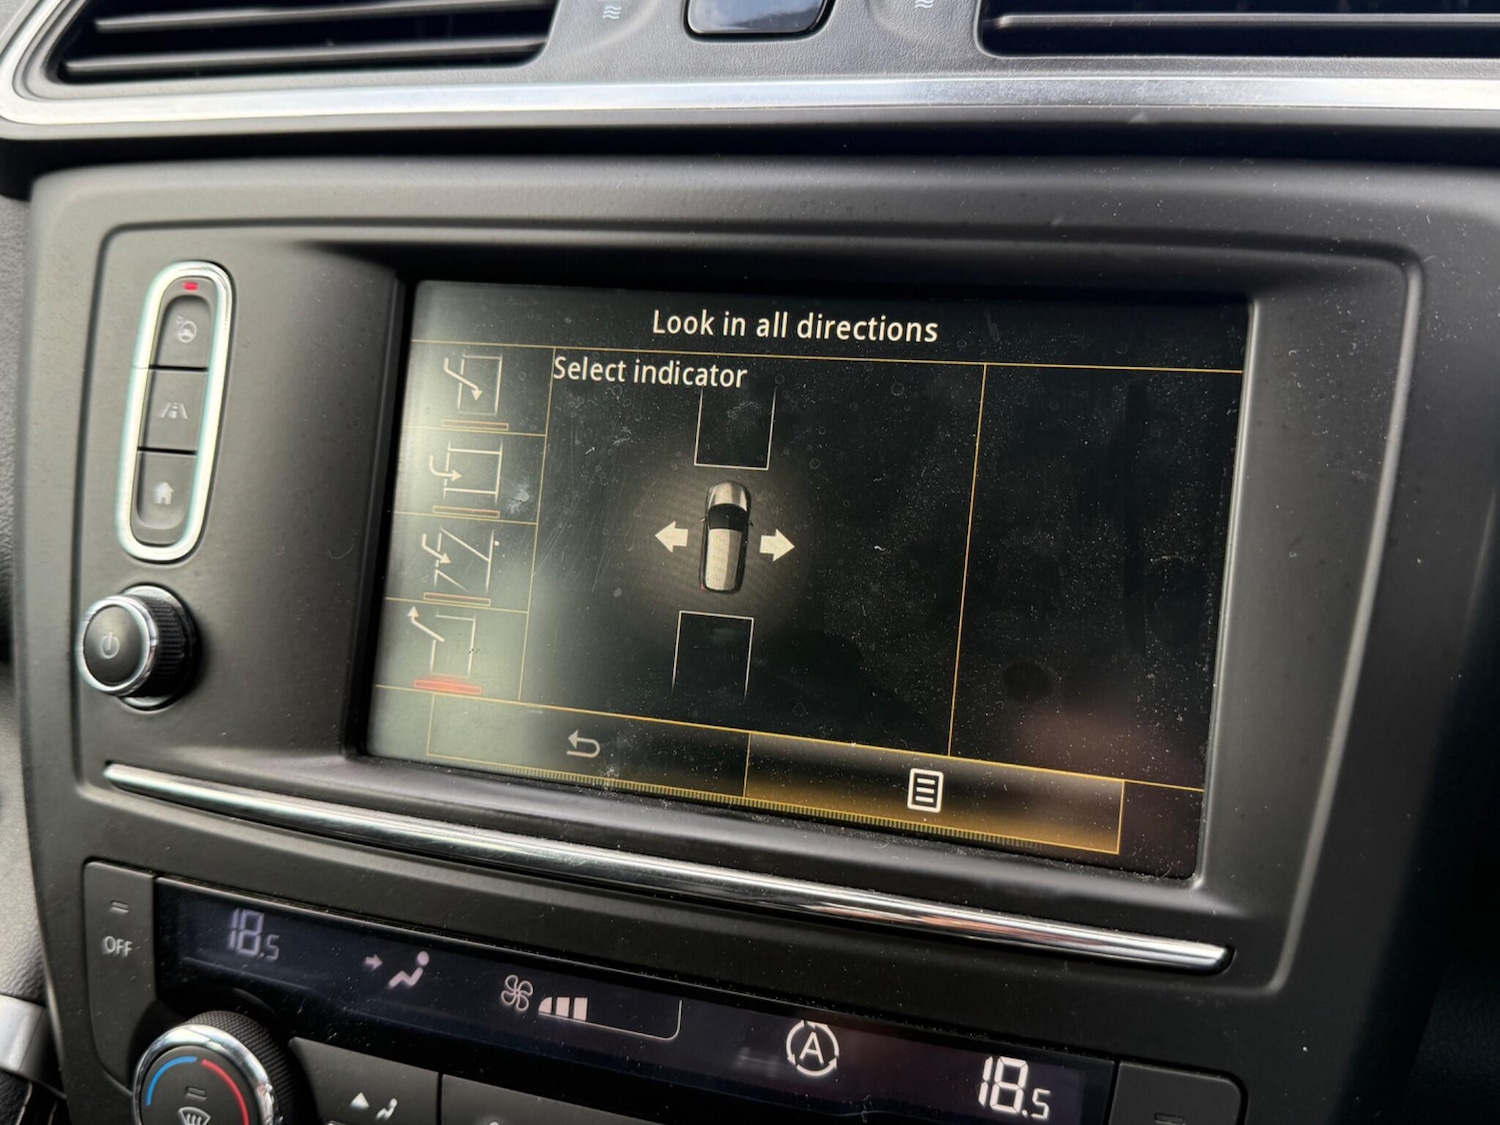 Look in all directions
Select indicator
OFF
18.5
A
18.5